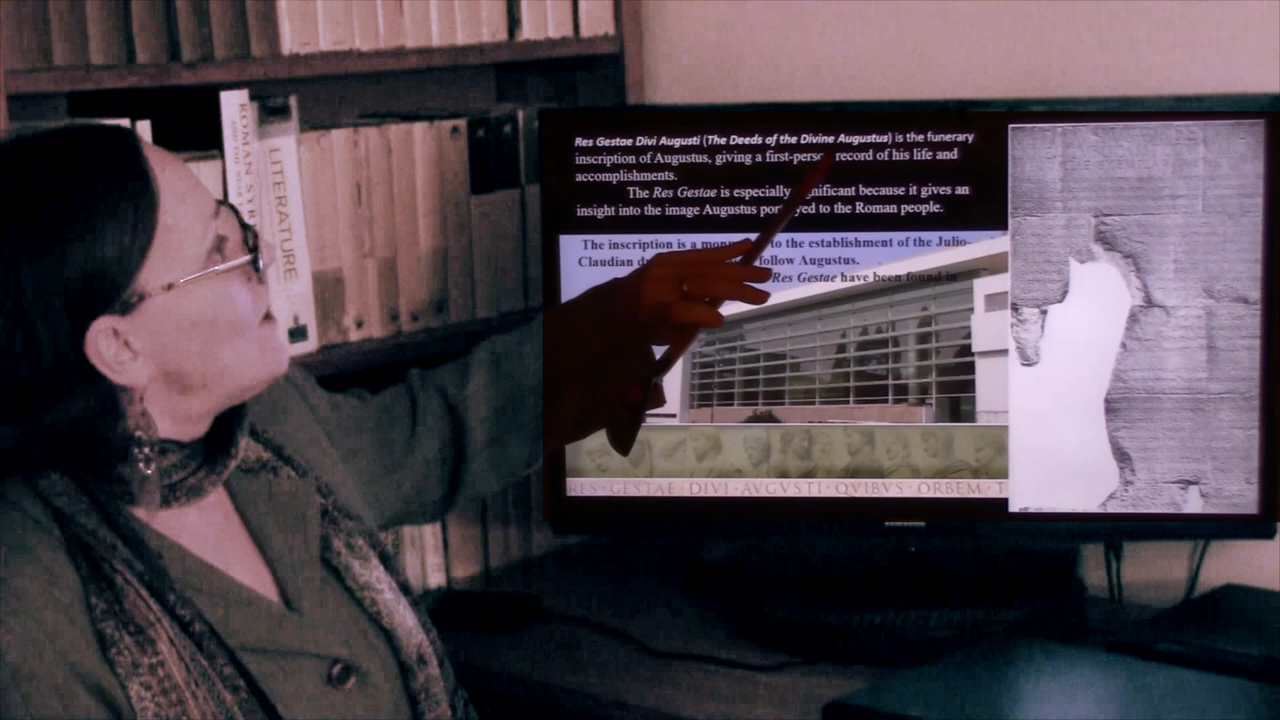 ROMAN
LITERATURE
Res Gestae Divi Augusti (The Deeds of the Divine Augustus) is the funerary
inscription of Augustus, giving a first-perso record of his life and
accomplishments.
The Res Gestae is especially significant because it gives an
insight into the image Augustus portrayed to the Roman people.
The inscription is a to the establishment of the Julio-
Claudian follow Augustus.
Res Gestae have been found in
RES · GESTAE · DIVI · AVGVSTI · QVIBVS · ORBEM · T